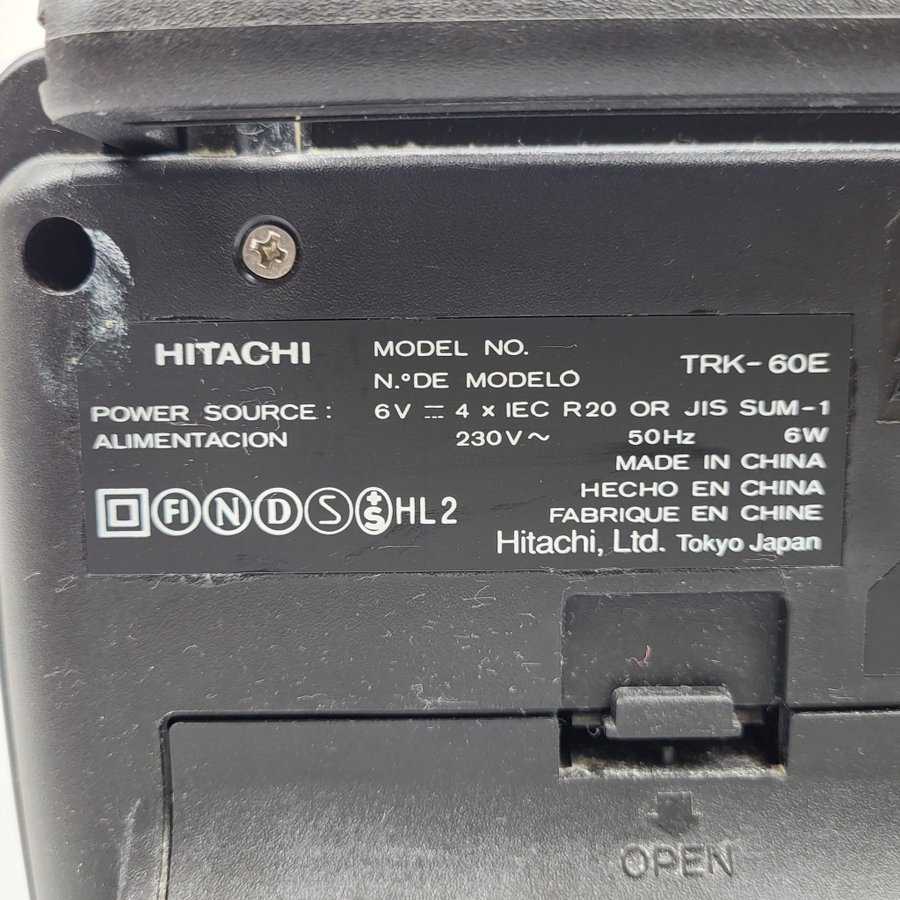 HITACHI MODEL NO. TRK-60E
N.º DE MODELO
POWER SOURCE : 6V ⎓ 4 x IEC R20 OR JIS SUM-1
ALIMENTACION 230V~ 50Hz 6W
MADE IN CHINA
HECHO EN CHINA
FABRIQUE EN CHINE
FI N D S +S HL2
Hitachi, Ltd. Tokyo Japan
OPEN